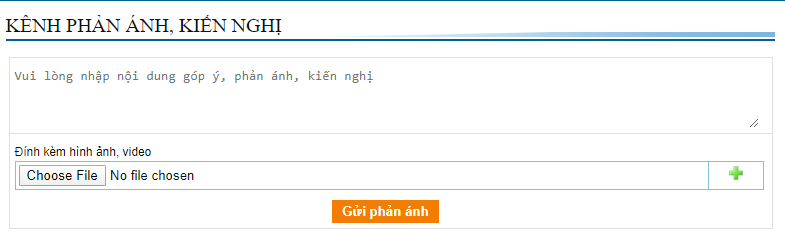 KÊNH PHẢN ÁNH, KIẾN NGHỊ
Vui lòng nhập nội dung góp ý, phản ánh, kiến nghị
Đính kèm hình ảnh, video
Choose File No file chosen
Gửi phản ánh